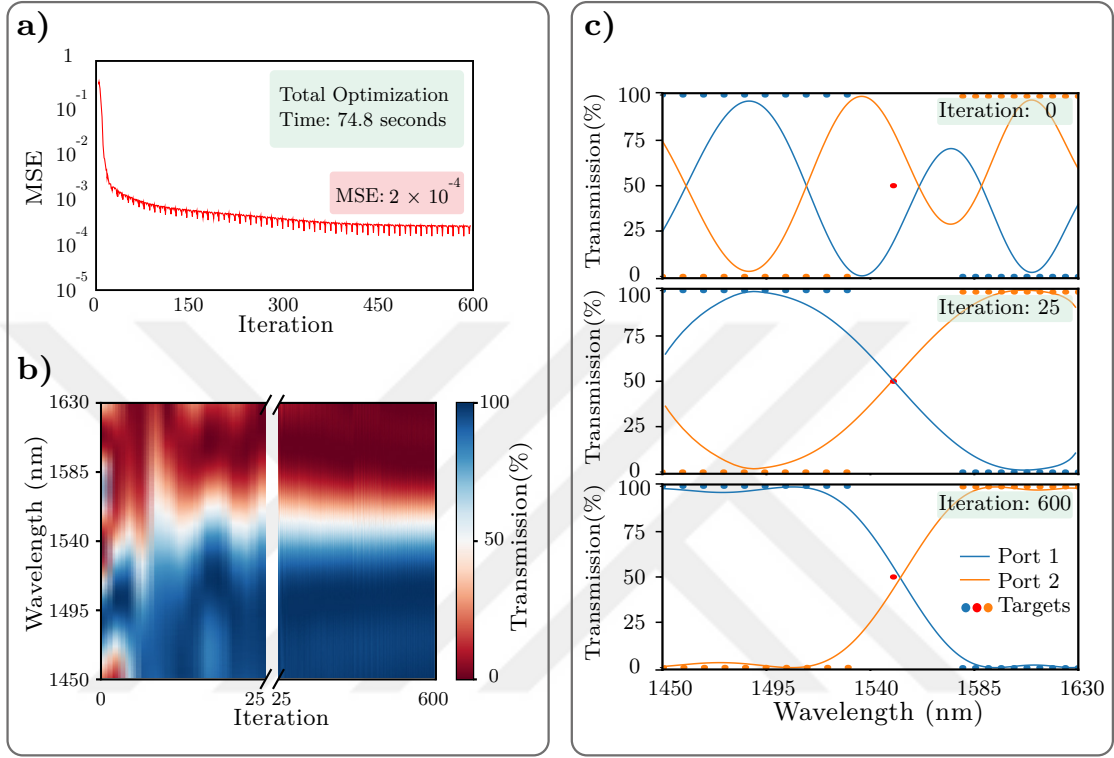 a)
1
10-1
10-2
10-3
10-4
10-5
MSE
Total Optimization
Time: 74.8 seconds
MSE: 2 × 10-4
0 150 300 450 600
Iteration
b)
1630
1585
1540
1495
1450
Wavelength (nm)
0 25 25 600
Iteration
100
50
0
Transmission(%)
c)
100
75
50
25
0
Transmission(%)
Iteration: 0
100
75
50
25
0
Transmission(%)
Iteration: 25
100
75
50
25
0
Transmission(%)
Iteration: 600
Port 1
Port 2
Targets
1450 1495 1540 1585 1630
Wavelength (nm)